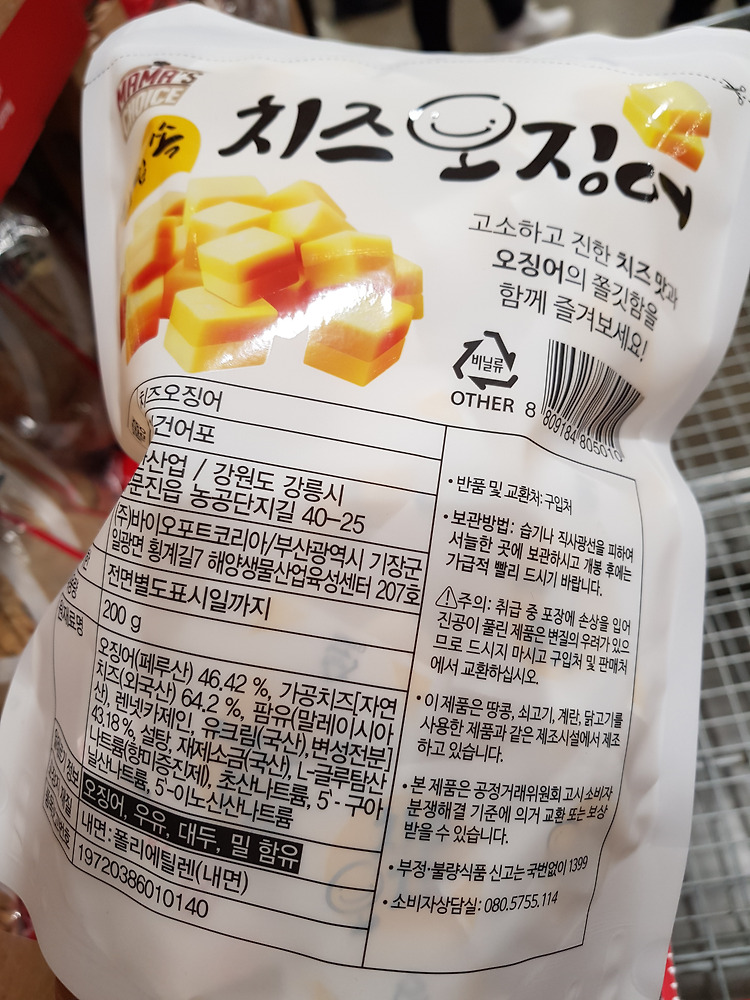 MAMA'S
CHOICE
치즈오징어
고소하고 진한 치즈 맛과
오징어의 쫄깃함을
함께 즐겨보세요!
비닐류
OTHER
8 809184 805010
치즈오징어
건어포
산업 / 강원도 강릉시
문진읍 농공단지길 40-25
(주)바이오포트코리아/부산광역시 기장군
일광면 횡계길7 해양생물산업육성센터 207호
전면별도표시일까지
200 g
원재료명
오징어(페루산) 46.42 %, 가공치즈[자연
치즈(외국산) 64.2 %, 팜유(말레이시아
산), 렌넷카제인, 유크림(국산),변성전분]
43.18 %, 설탕, 재제소금(국산), L-글루탐산
나트륨(향미증진제), 초산나트륨, 5'-구아
닐산나트륨, 5'-이노신산나트륨
정보
오징어, 우유, 대두, 밀 함유
내면:폴리에틸렌(내면)
19720386010140
• 반품 및 교환처: 구입처
• 보관방법: 습기나 직사광선을 피하여
서늘한 곳에 보관하시고 개봉 후에는
가급적 빨리 드시기 바랍니다.
⚠주의: 취급 중 포장에 손상을 입어
진공이 풀린 제품은 변질의 우려가 있으
므로 드시지 마시고 구입처 및 판매처
에서 교환하십시오.
• 이 제품은 땅콩, 쇠고기, 계란, 닭고기를
사용한 제품과 같은 제조시설에서 제조
하고 있습니다.
• 본 제품은 공정거래위원회 고시 소비자
분쟁해결 기준에 의거 교환 또는 보상
받을 수 있습니다.
• 부정·불량식품 신고는 국번없이 1399
• 소비자상담실: 080.5755.114